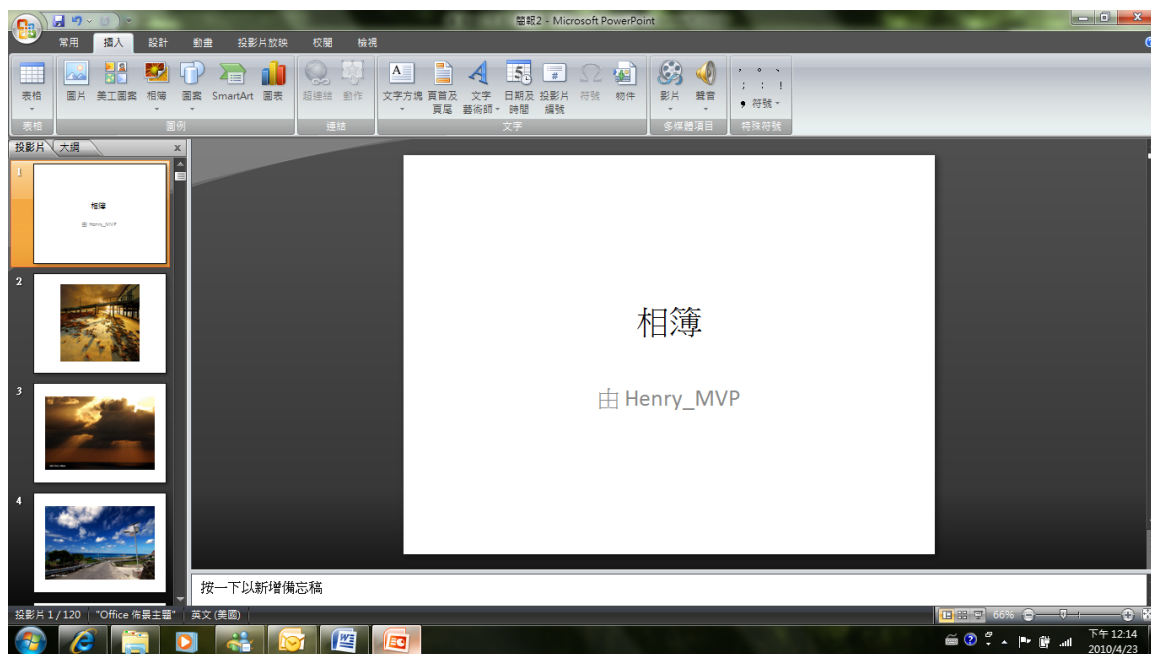 簡報2 - Microsoft PowerPoint
常用 插入 設計 動畫 投影片放映 校閱 檢視
表格 圖片 美工圖案 相簿 圖案 SmartArt 圖表 超連結 動作 文字方塊 頁首及頁尾 文字藝術師 日期及時間 投影片編號 符號 物件 影片 聲音 符號
表格 圖例 連結 文字 多媒體項目 特殊符號
投影片 大綱 x
1
相簿
由 Henry_MVP
2
3
4
相簿
由 Henry_MVP
按一下以新增備忘稿
投影片 1 / 120 "Office 佈景主題" 英文 (美國) 66%
下午 12:14
2010/4/23